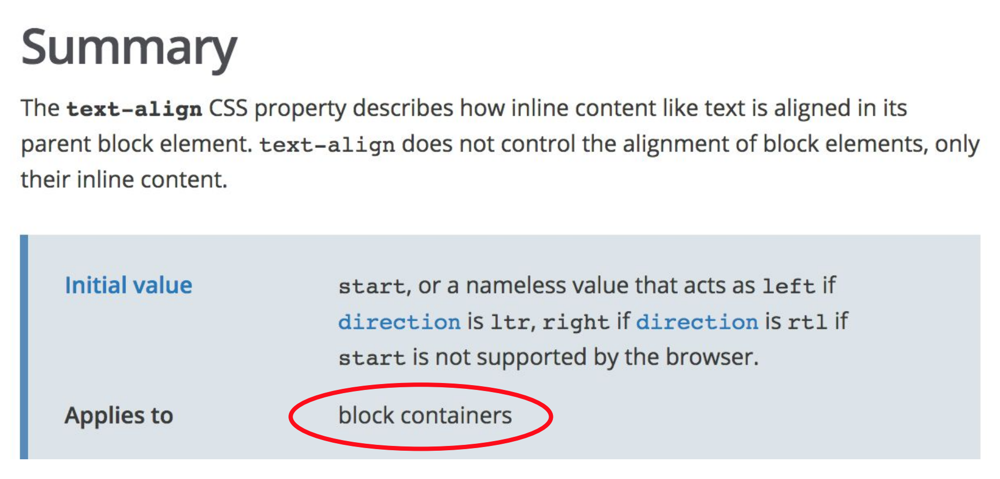 Summary
The text-align CSS property describes how inline content like text is aligned in its
parent block element. text-align does not control the alignment of block elements, only
their inline content.
Initial value
start, or a nameless value that acts as left if
direction is ltr, right if direction is rtl if
start is not supported by the browser.
Applies to
block containers